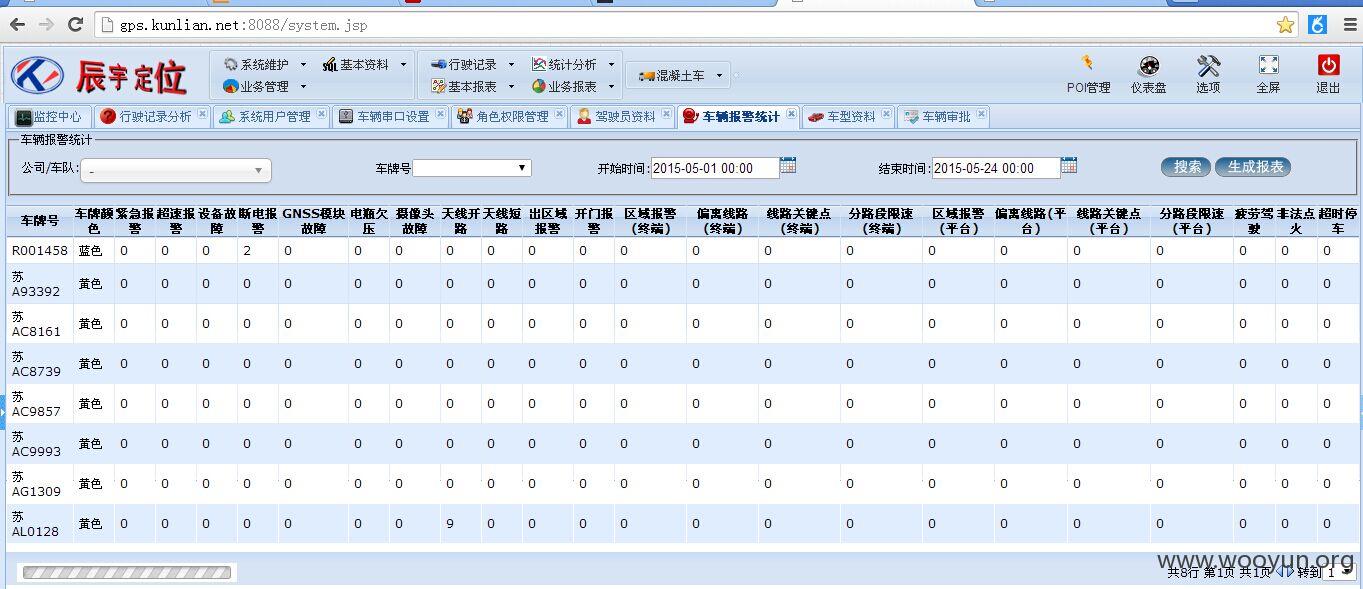 gps.kunlian.net:8088/system.jsp
辰宇定位
系统维护 基本资料 行驶记录 统计分析
业务管理 基本报表 业务报表 混凝土车
POI管理 仪表盘 选项 全屏 退出
监控中心 行驶记录分析 系统用户管理 车辆串口设置 角色权限管理 驾驶员资料 车辆报警统计 车型资料 车辆审批
车辆报警统计
公司/车队: - 车牌号 开始时间: 2015-05-01 00:00 结束时间: 2015-05-24 00:00 搜索 生成报表
车牌号 车牌颜色 紧急报警 超速报警 设备故障 断电报警 GNSS模块故障 电瓶欠压 摄像头故障 天线开路 天线短路 出区域报警 开门报警 区域报警(终端) 偏离线路(终端) 线路关键点(终端) 分路段限速(终端) 区域报警(平台) 偏离线路(平台) 线路关键点(平台) 分路段限速(平台) 疲劳驾驶 非法点火 超时停车
R001458 蓝色 0 0 0 2 0 0 0 0 0 0 0 0 0 0 0 0 0 0 0 0 0 0
苏A93392 黄色 0 0 0 0 0 0 0 0 0 0 0 0 0 0 0 0 0 0 0 0 0 0
苏AC8161 黄色 0 0 0 0 0 0 0 0 0 0 0 0 0 0 0 0 0 0 0 0 0 0
苏AC8739 黄色 0 0 0 0 0 0 0 0 0 0 0 0 0 0 0 0 0 0 0 0 0 0
苏AC9857 黄色 0 0 0 0 0 0 0 0 0 0 0 0 0 0 0 0 0 0 0 0 0 0
苏AC9993 黄色 0 0 0 0 0 0 0 0 0 0 0 0 0 0 0 0 0 0 0 0 0 0
苏AG1309 黄色 0 0 0 0 0 0 0 0 0 0 0 0 0 0 0 0 0 0 0 0 0 0
苏AL0128 黄色 0 0 0 0 0 0 0 9 0 0 0 0 0 0 0 0 0 0 0 0 0 0
www.wooyun.org
共8行 第1页 共1页 转到 1